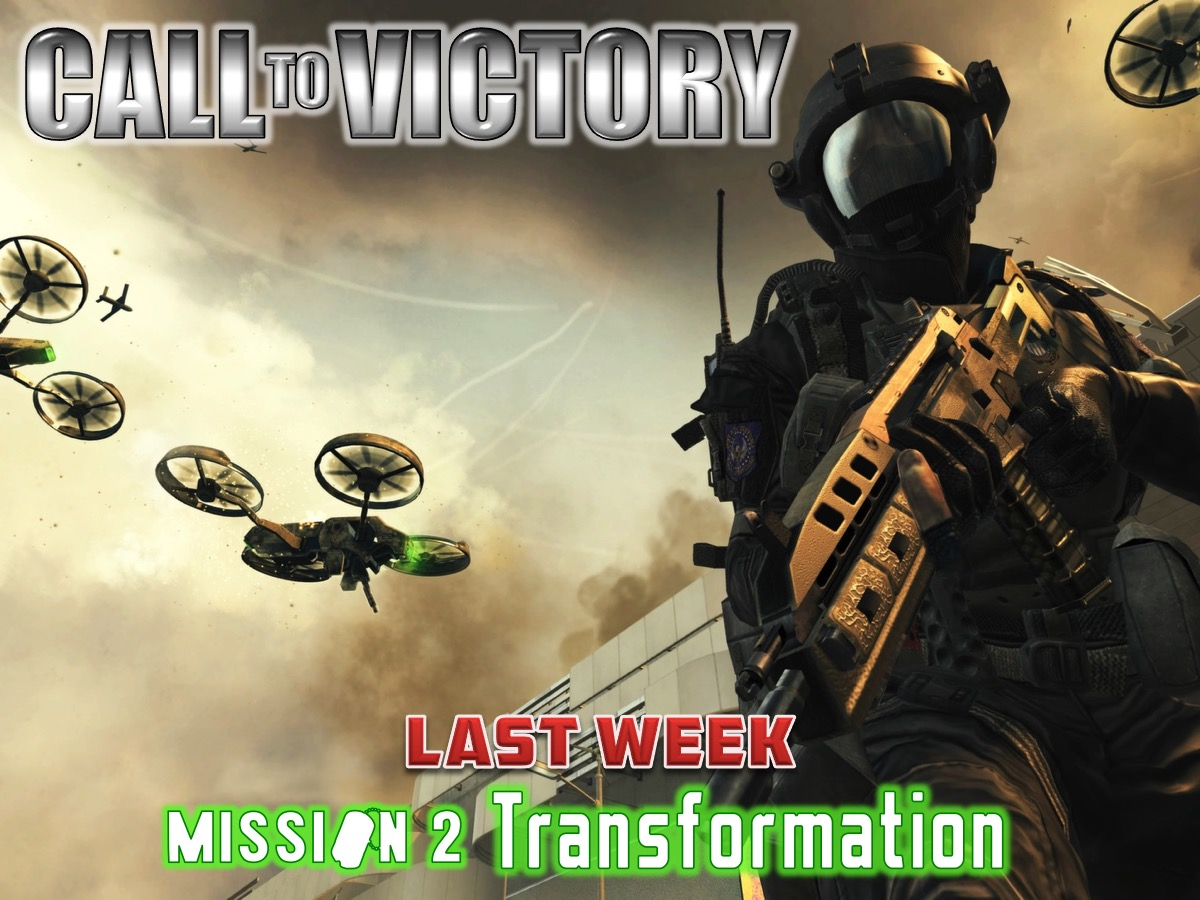 CALL TO VICTORY
LAST WEEK
MISSION 2 Transformation